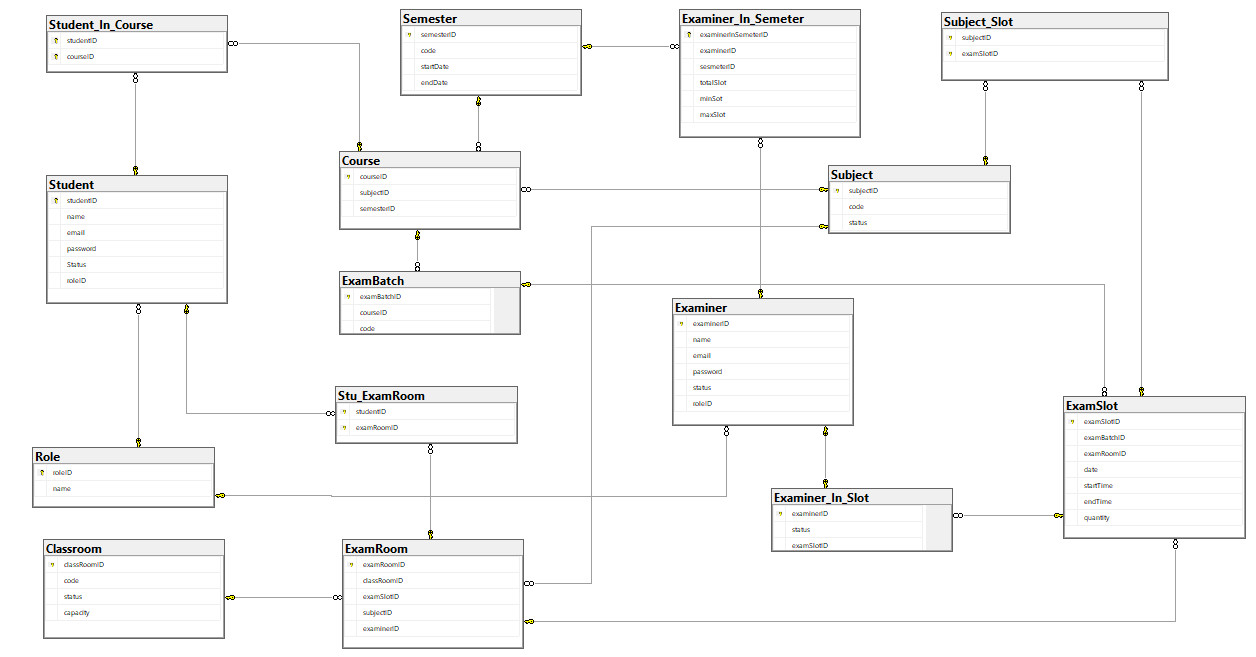 Student_In_Course
studentID
courseID
Semester
semesterID
code
startDate
endDate
Examiner_In_Semeter
examinerInSemeterID
examinerID
sesmeterID
totalSlot
minSot
maxSlot
Subject_Slot
subjectID
examSlotID
Student
studentID
name
email
password
Status
roleID
Course
courseID
subjectID
semesterID
Subject
subjectID
code
status
ExamBatch
examBatchID
courseID
code
Examiner
examinerID
name
email
password
status
roleID
Stu_ExamRoom
studentID
examRoomID
ExamSlot
examSlotID
examBatchID
examRoomID
date
startTime
endTime
quantity
Role
roleID
name
Examiner_In_Slot
examinerID
status
examSlotID
Classroom
classRoomID
code
status
capacity
ExamRoom
examRoomID
classRoomID
examSlotID
subjectID
examinerID